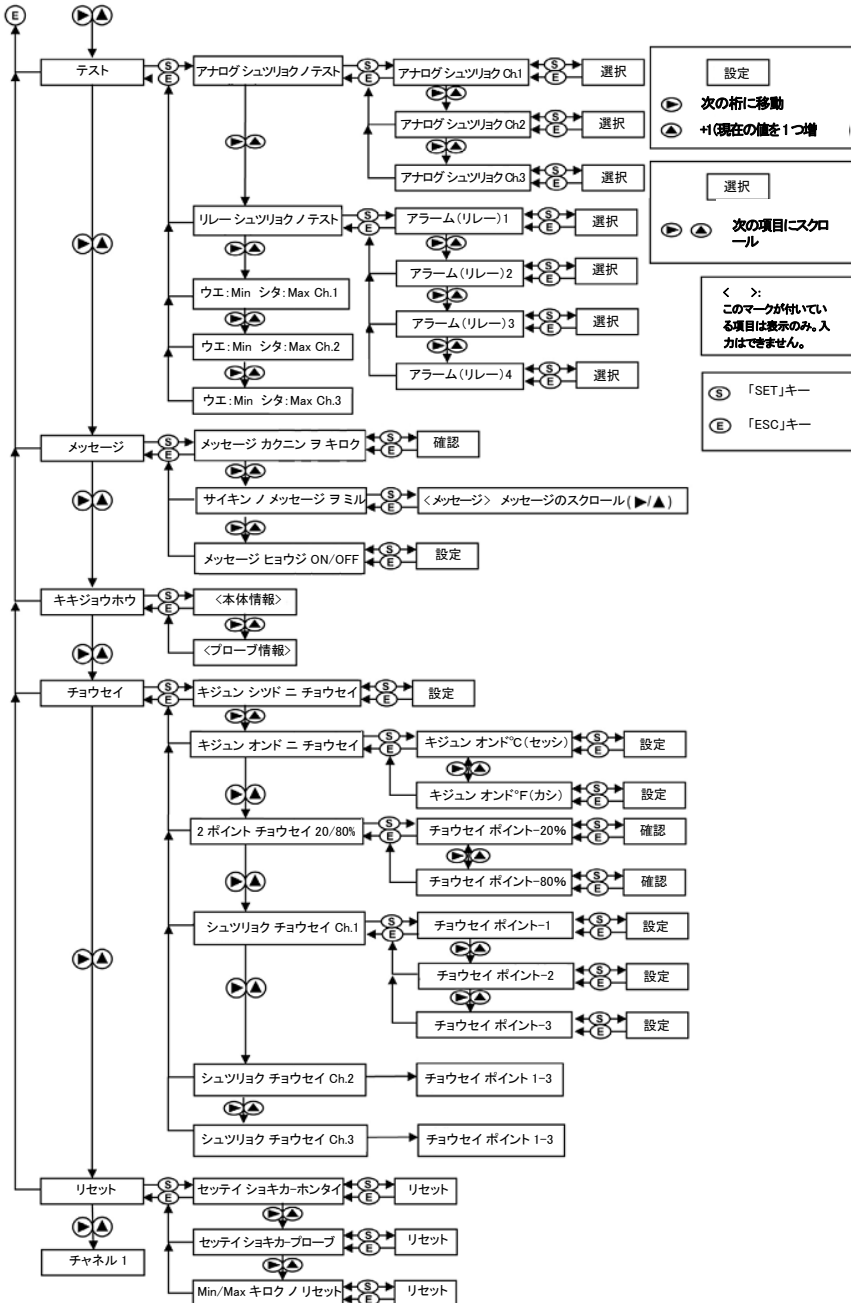 E
テスト
S
E
アナログ シュツリョク ノ テスト
S
E
アナログ シュツリョク Ch.1
S
E
選択
アナログ シュツリョク Ch.2
S
E
選択
アナログ シュツリョク Ch.3
S
E
選択
リレー シュツリョク ノ テスト
S
E
アラーム(リレー)1
S
E
選択
アラーム(リレー)2
S
E
選択
アラーム(リレー)3
S
E
選択
アラーム(リレー)4
S
E
選択
ウエ:Min シタ:Max Ch.1
ウエ:Min シタ:Max Ch.2
ウエ:Min シタ:Max Ch.3
設定
次の桁に移動
+1(現在の値を1つ増 (
選択
次の項目にスクロ
ール
< >:
このマークが付いてい
る項目は表示のみ。入
力はできません。
S 「SET」キー
E 「ESC」キー
メッセージ
S
E
メッセージ カクニン ヲ キロク
S
E
確認
サイキン ノ メッセージ ヲ ミル
S
E
<メッセージ> メッセージのスクロール(▶/▲)
メッセージ ヒョウジ ON/OFF
S
E
設定
キキジョウホウ
S
E
<本体情報>
<プローブ情報>
チョウセイ
S
E
キジュン シツド ニ チョウセイ
S
E
設定
キジュン オンド ニ チョウセイ
S
E
キジュン オンド℃(セッシ)
S
E
設定
キジュン オンド°F(カシ)
S
E
設定
2 ポイント チョウセイ 20/80%
S
E
チョウセイ ポイント-20%
S
E
確認
チョウセイ ポイント-80%
S
E
確認
シュツリョク チョウセイ Ch.1
S
E
チョウセイ ポイント-1
S
E
設定
チョウセイ ポイント-2
S
E
設定
チョウセイ ポイント-3
S
E
設定
シュツリョク チョウセイ Ch.2
チョウセイ ポイント 1-3
シュツリョク チョウセイ Ch.3
チョウセイ ポイント 1-3
リセット
S
E
セッテイ ショキカ-ホンタイ
S
E
リセット
セッテイ ショキカ-プローブ
S
E
リセット
Min/Max キロク ノ リセット
S
E
リセット
チャネル 1